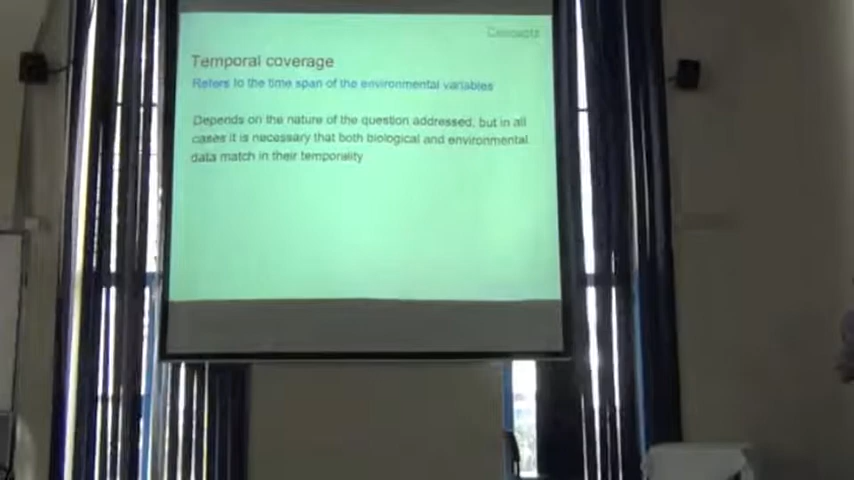 Concepts
Temporal coverage
Refers to the time span of the environmental variables
Depends on the nature of the question addressed, but in all
cases it is necessary that both biological and environmental
data match in their temporality